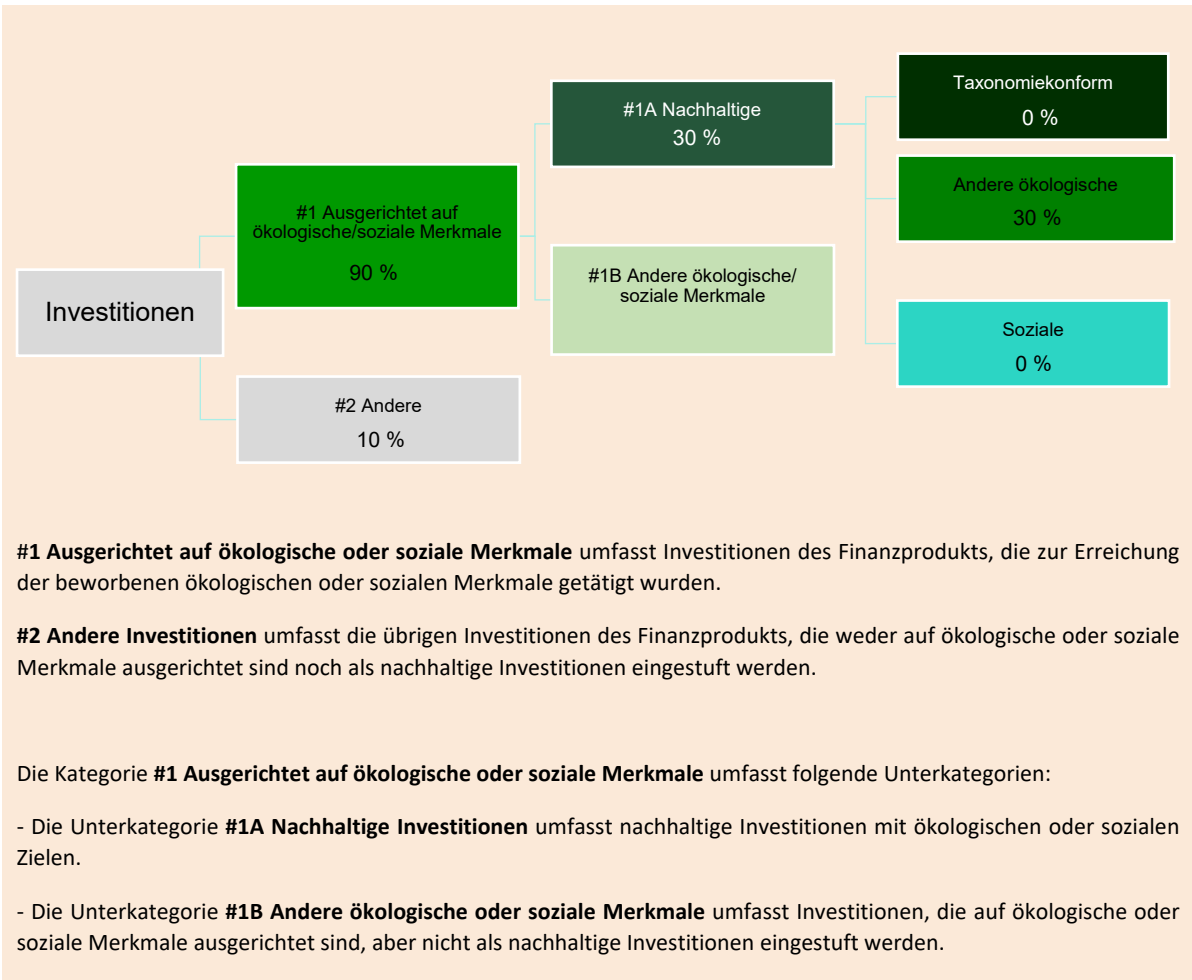 Investitionen
#1 Ausgerichtet auf
ökologische/soziale Merkmale
90 %
#2 Andere
10 %
#1A Nachhaltige
30 %
#1B Andere ökologische/
soziale Merkmale
Taxonomiekonform
0 %
Andere ökologische
30 %
Soziale
0 %
#1 Ausgerichtet auf ökologische oder soziale Merkmale umfasst Investitionen des Finanzprodukts, die zur Erreichung
der beworbenen ökologischen oder sozialen Merkmale getätigt wurden.
#2 Andere Investitionen umfasst die übrigen Investitionen des Finanzprodukts, die weder auf ökologische oder soziale
Merkmale ausgerichtet sind noch als nachhaltige Investitionen eingestuft werden.
Die Kategorie #1 Ausgerichtet auf ökologische oder soziale Merkmale umfasst folgende Unterkategorien:
- Die Unterkategorie #1A Nachhaltige Investitionen umfasst nachhaltige Investitionen mit ökologischen oder sozialen
Zielen.
- Die Unterkategorie #1B Andere ökologische oder soziale Merkmale umfasst Investitionen, die auf ökologische oder
soziale Merkmale ausgerichtet sind, aber nicht als nachhaltige Investitionen eingestuft werden.